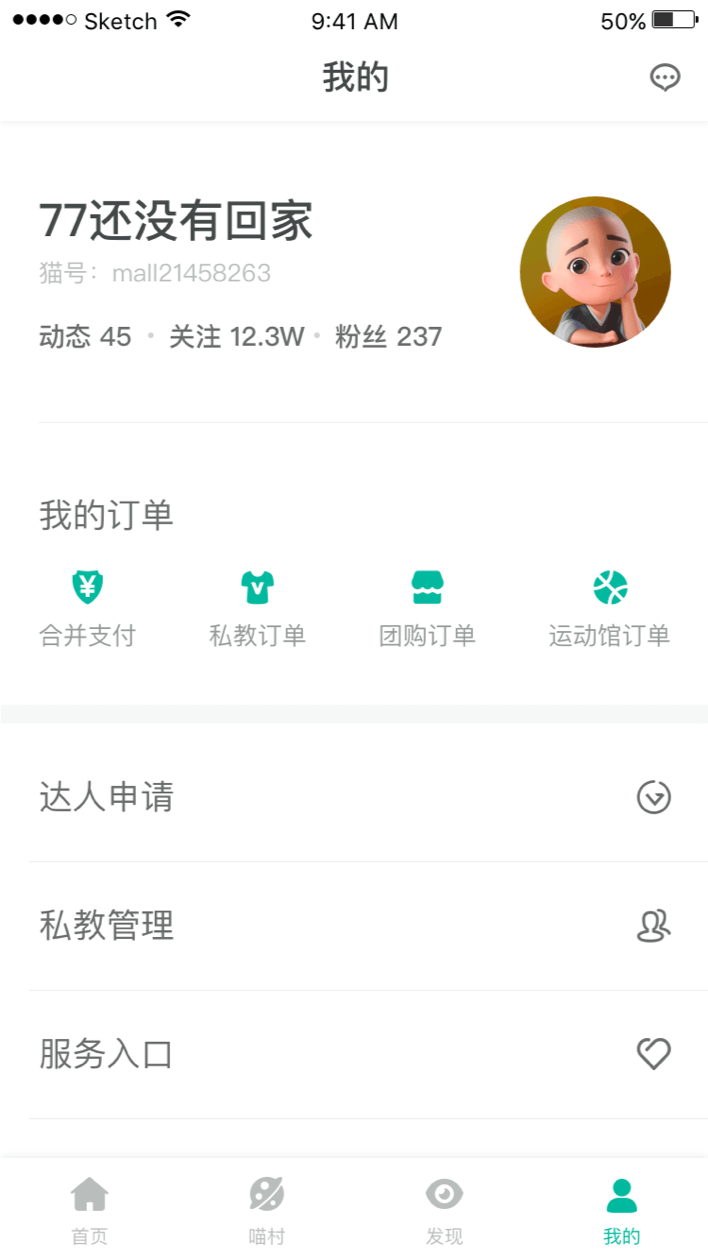 Sketch 9:41 AM 50%
我的
77还没有回家
猫号：mall21458263
动态 45 • 关注 12.3W • 粉丝 237
我的订单
¥ V
合并支付 私教订单 团购订单 运动馆订单
达人申请
私教管理
服务入口
首页 喵村 发现 我的